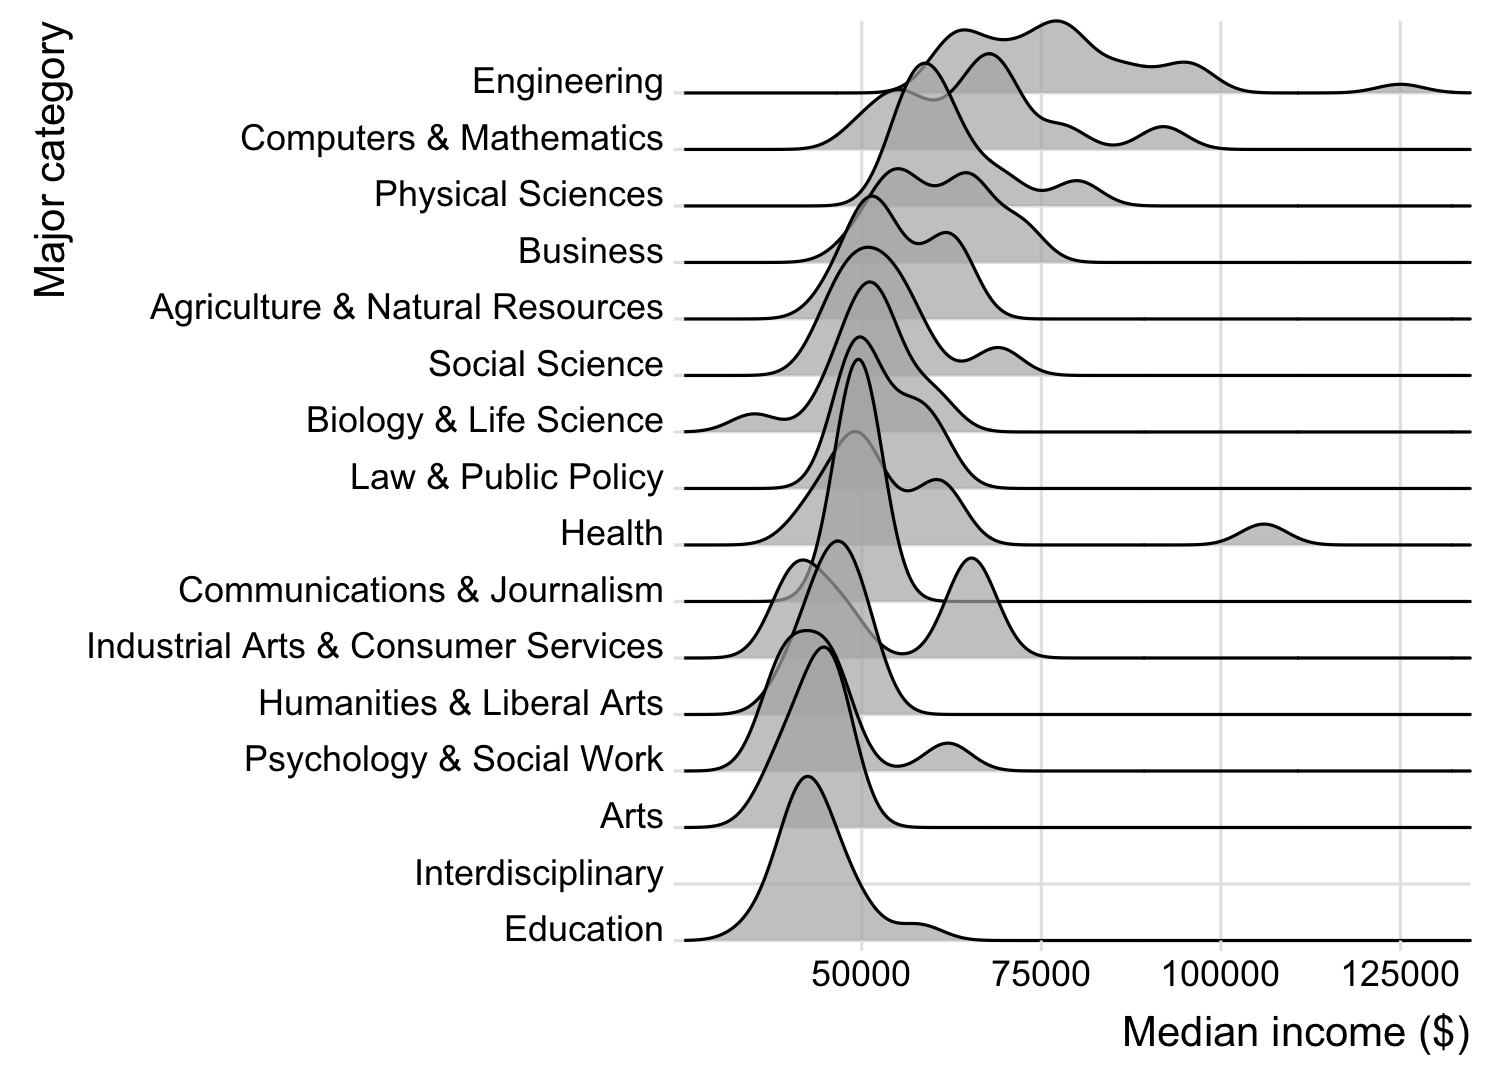 Major category
Engineering
Computers & Mathematics
Physical Sciences
Business
Agriculture & Natural Resources
Social Science
Biology & Life Science
Law & Public Policy
Health
Communications & Journalism
Industrial Arts & Consumer Services
Humanities & Liberal Arts
Psychology & Social Work
Arts
Interdisciplinary
Education
50000 75000 100000 125000
Median income ($)